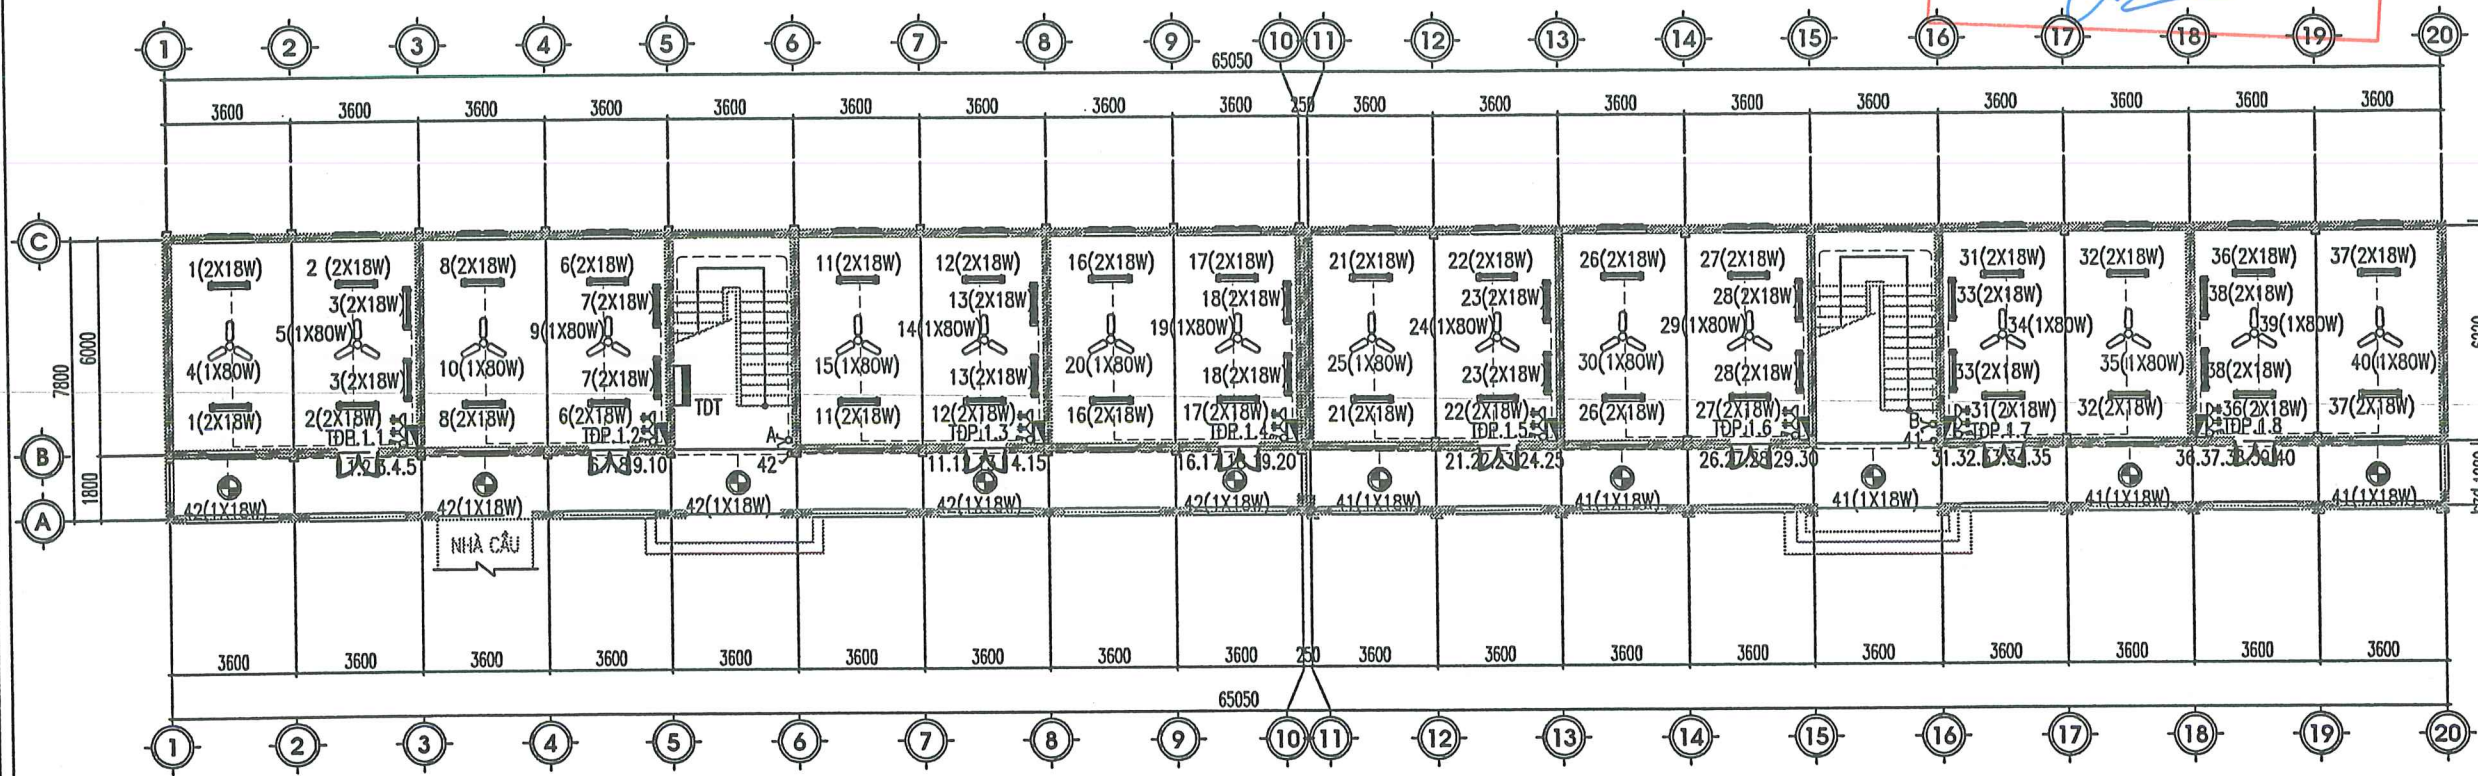 1 2 3 4 5 6 7 8 9 10 11 12 13 14 15 16 17 18 19 20
65050
3600 3600 3600 3600 3600 3600 3600 3600 3600 250 3600 3600 3600 3600 3600 3600 3600 3600 3600
C
1(2X18W) 2 (2X18W) 8(2X18W) 6(2X18W) 11(2X18W) 12(2X18W) 16(2X18W) 17(2X18W) 21(2X18W) 22(2X18W) 26(2X18W) 27(2X18W) 31(2X18W) 32(2X18W) 36(2X18W) 37(2X18W)
3(2X18W) 7(2X18W) 13(2X18W) 18(2X18W) 23(2X18W) 28(2X18W) 33(2X18W) 38(2X18W)
5(1X80W) 9(1X80W) 14(1X80W) 19(1X80W) 24(1X80W) 29(1X80W) 34(1X80W) 39(1X80W)
7800 6000
4(1X80W) 10(1X80W) 15(1X80W) 20(1X80W) 25(1X80W) 30(1X80W) 35(1X80W) 40(1X80W)
3(2X18W) 7(2X18W) 13(2X18W) 18(2X18W) 23(2X18W) 28(2X18W) 33(2X18W) 38(2X18W)
1(2X18W) 2(2X18W) 8(2X18W) 6(2X18W) TDT 11(2X18W) 12(2X18W) 16(2X18W) 17(2X18W) 21(2X18W) 22(2X18W) 26(2X18W) 27(2X18W) B 31(2X18W) 32(2X18W) 36(2X18W) 37(2X18W)
TĐP.1.1 TĐP.1.2 A TĐP.1.3 TĐP.1.4 TĐP.1.5 TĐP.1.6 41 TĐP.1.7 TĐP.1.8
B
42
1800
42(1X18W) 42(1X18W) 42(1X18W) 42(1X18W) 42(1X18W) 41(1X18W) 41(1X18W) 41(1X18W) 41(1X18W) 41(1X18W)
A
NHÀ CẦU
3600 3600 3600 3600 3600 3600 3600 3600 3600 250 3600 3600 3600 3600 3600 3600 3600 3600 3600
65050
1 2 3 4 5 6 7 8 9 10 11 12 13 14 15 16 17 18 19 20